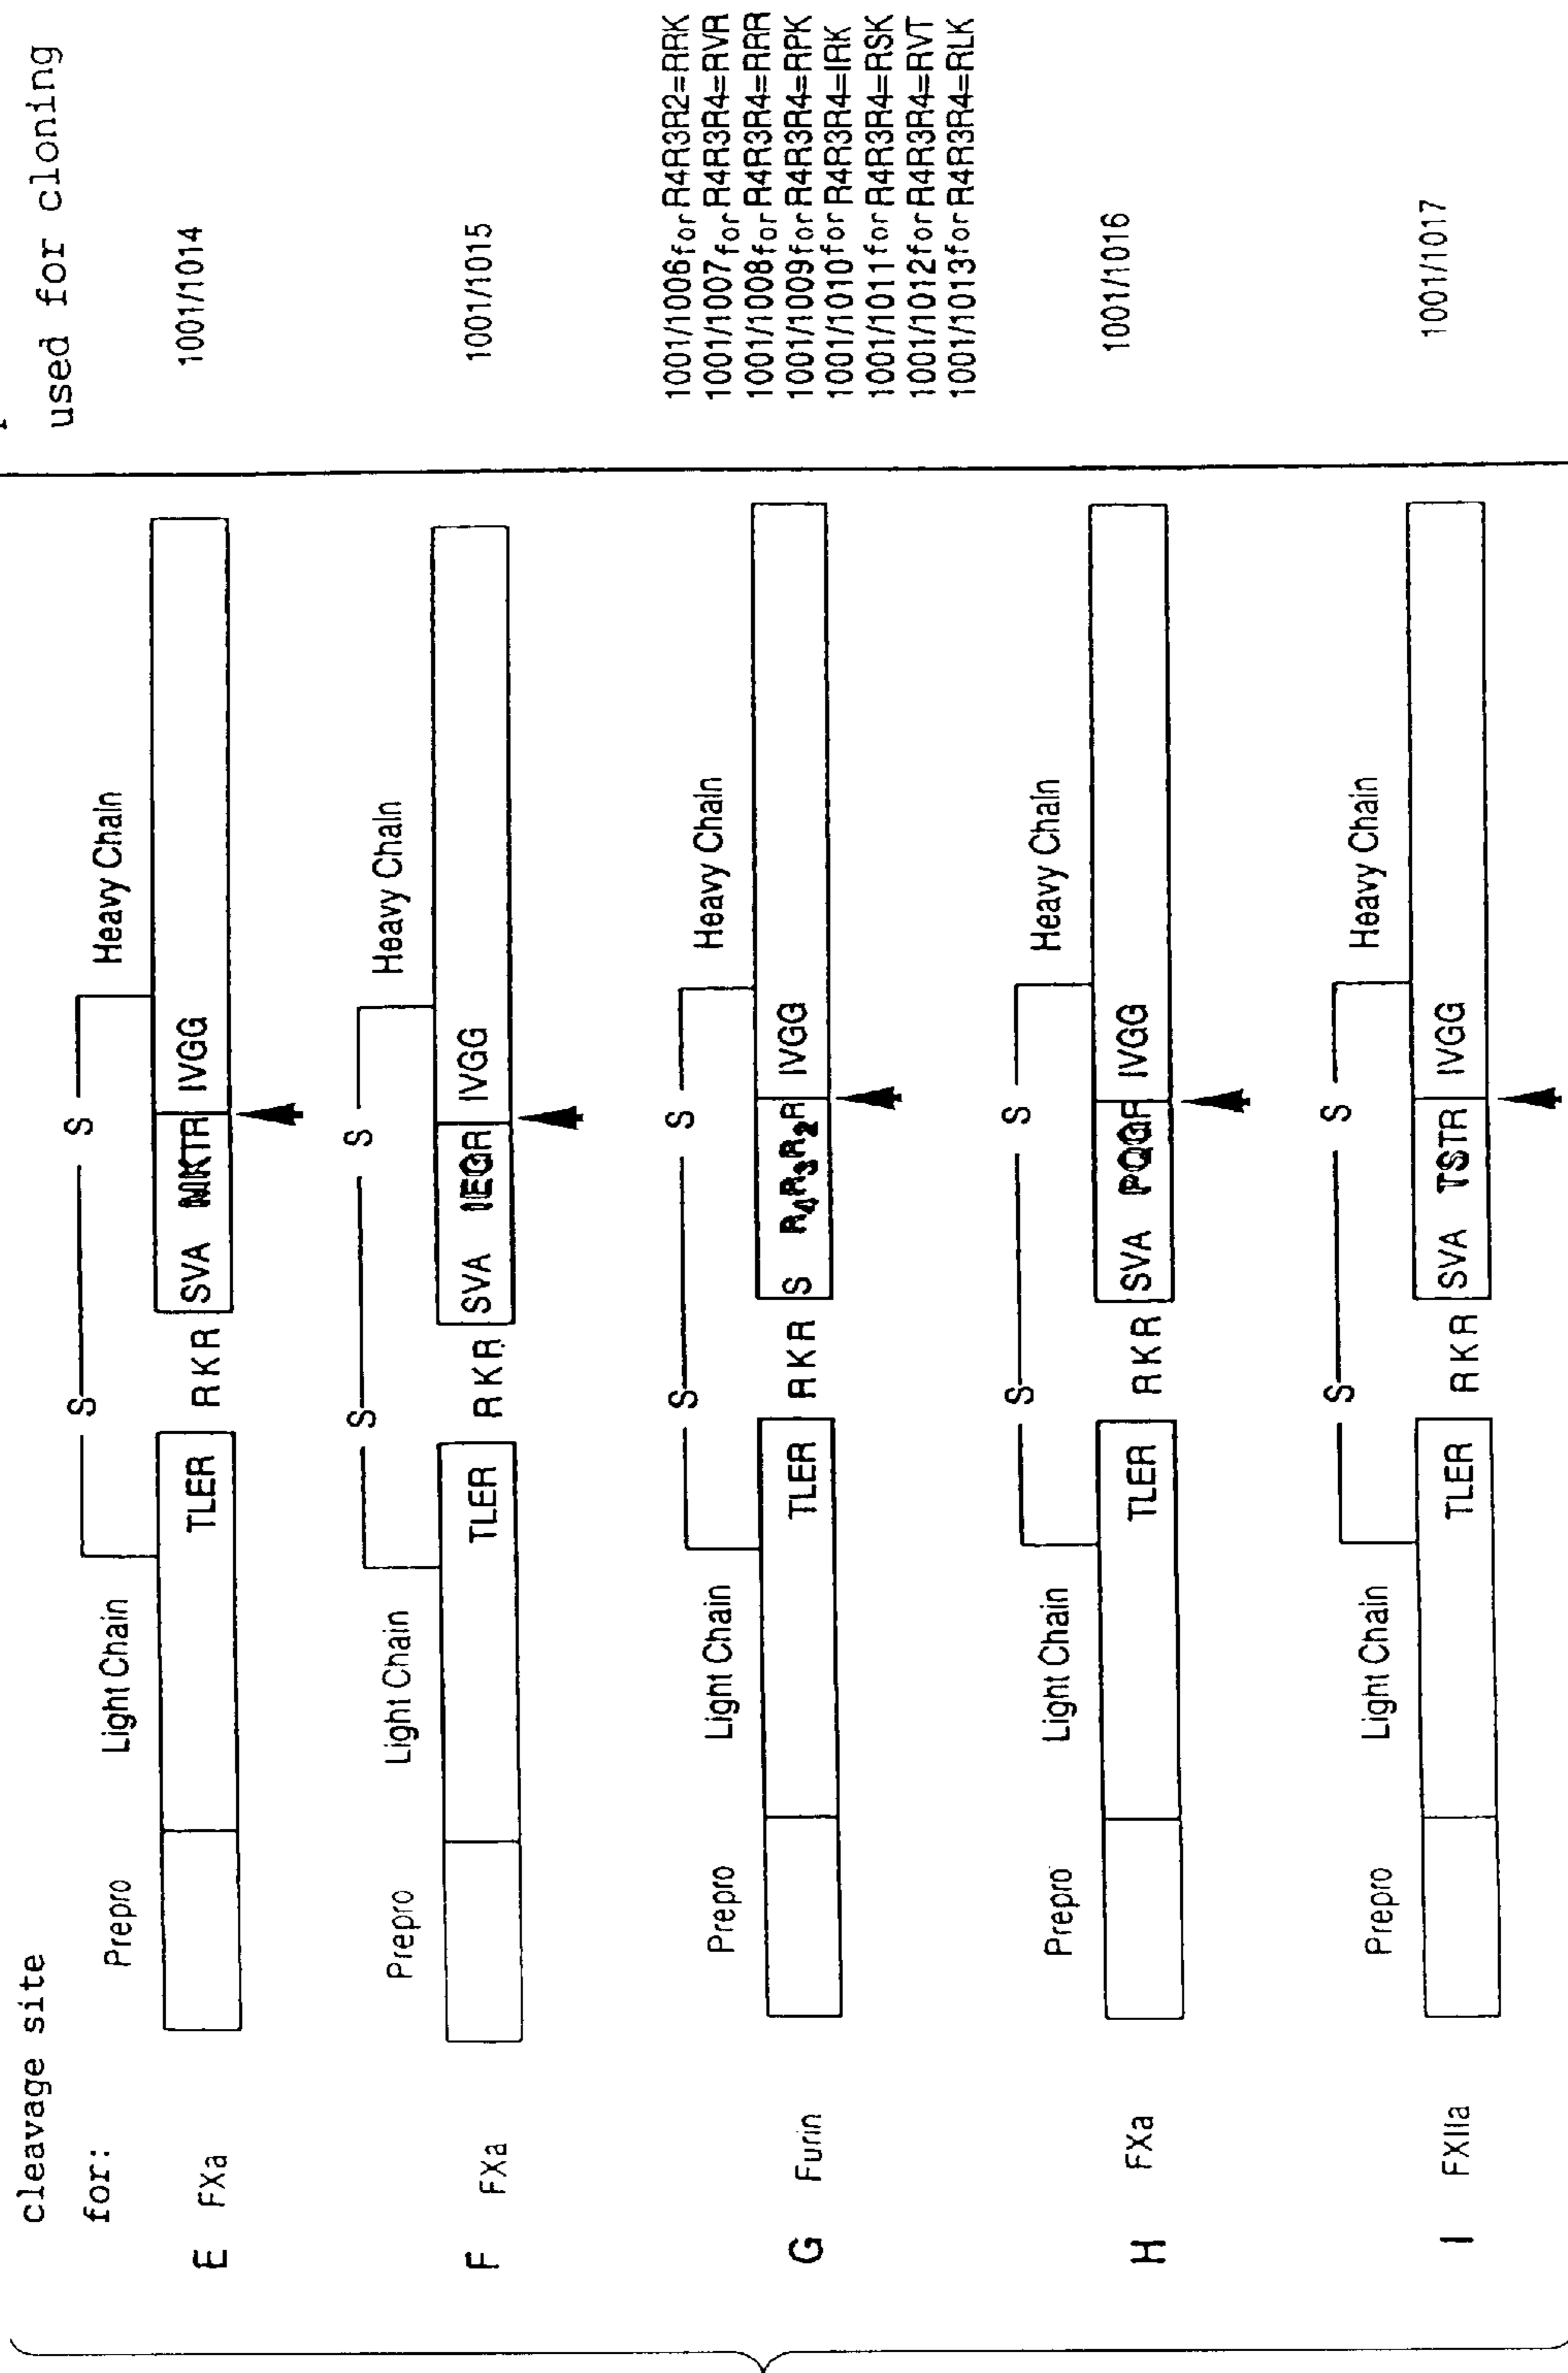 cleavage site
for:
used for cloning
E FXa
Prepro
Light Chain
Heavy Chain
S
S
TLER
RKR
SVA MKTR
IVGG
1001/1014
F FXa
Prepro
Light Chain
Heavy Chain
S
S
TLER
RKR
SVA IEGR
IVGG
1001/1015
G Furin
Prepro
Light Chain
Heavy Chain
S
S
TLER
RKR
S R4R3R2R
IVGG
1001/1006 for R4R3R2=RRK
1001/1007 for R4R3R4=RVR
1001/1008 for R4R3R4=RRR
1001/1009 for R4R3R4=RPK
1001/1010 for R4R3R4=IRK
1001/1011 for R4R3R4=RSK
1001/1012 for R4R3R4=RVT
1001/1013 for R4R3R4=RLK
H FXa
Prepro
Light Chain
Heavy Chain
S
S
TLER
RKR
SVA PQGR
IVGG
1001/1016
I FXIIa
Prepro
Light Chain
Heavy Chain
S
S
TLER
RKR
SVA TSTR
IVGG
1001/1017